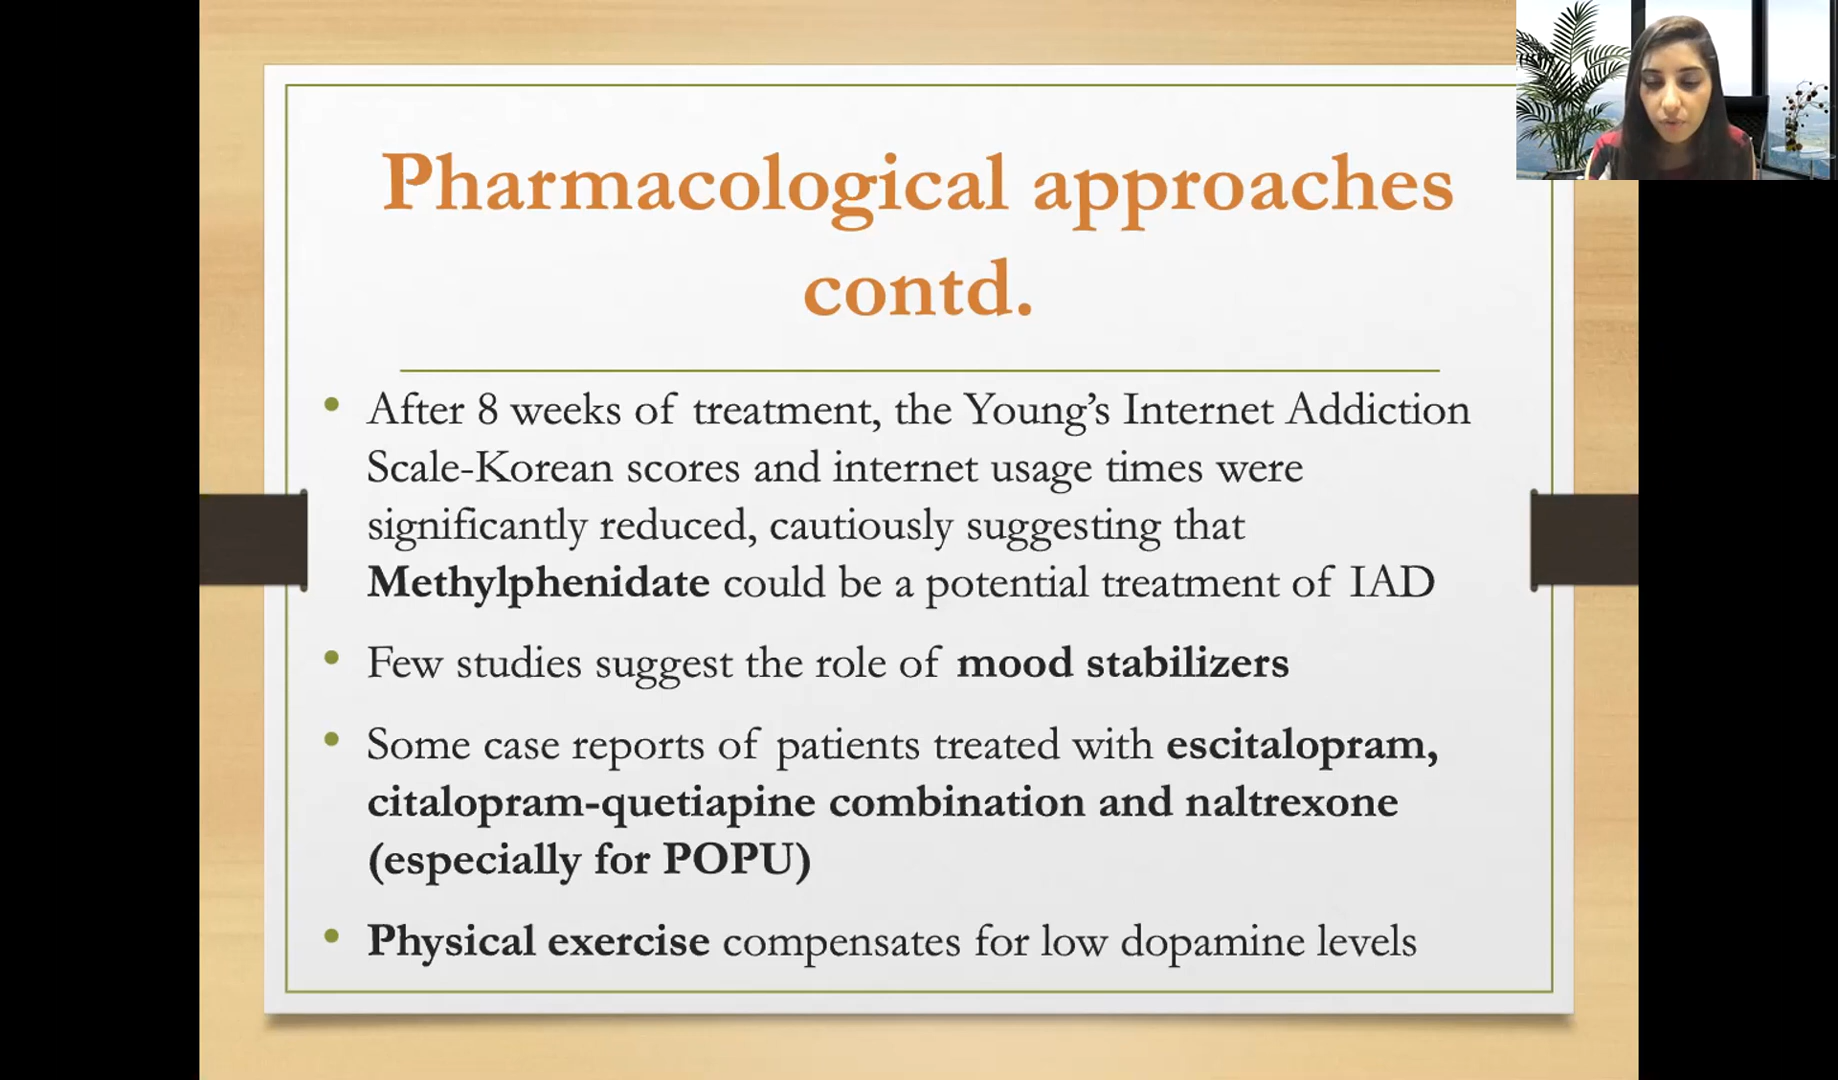 Pharmacological approaches
contd.
• After 8 weeks of treatment, the Young’s Internet Addiction
Scale-Korean scores and internet usage times were
significantly reduced, cautiously suggesting that
Methylphenidate could be a potential treatment of IAD
• Few studies suggest the role of mood stabilizers
• Some case reports of patients treated with escitalopram,
citalopram-quetiapine combination and naltrexone
(especially for POPU)
• Physical exercise compensates for low dopamine levels